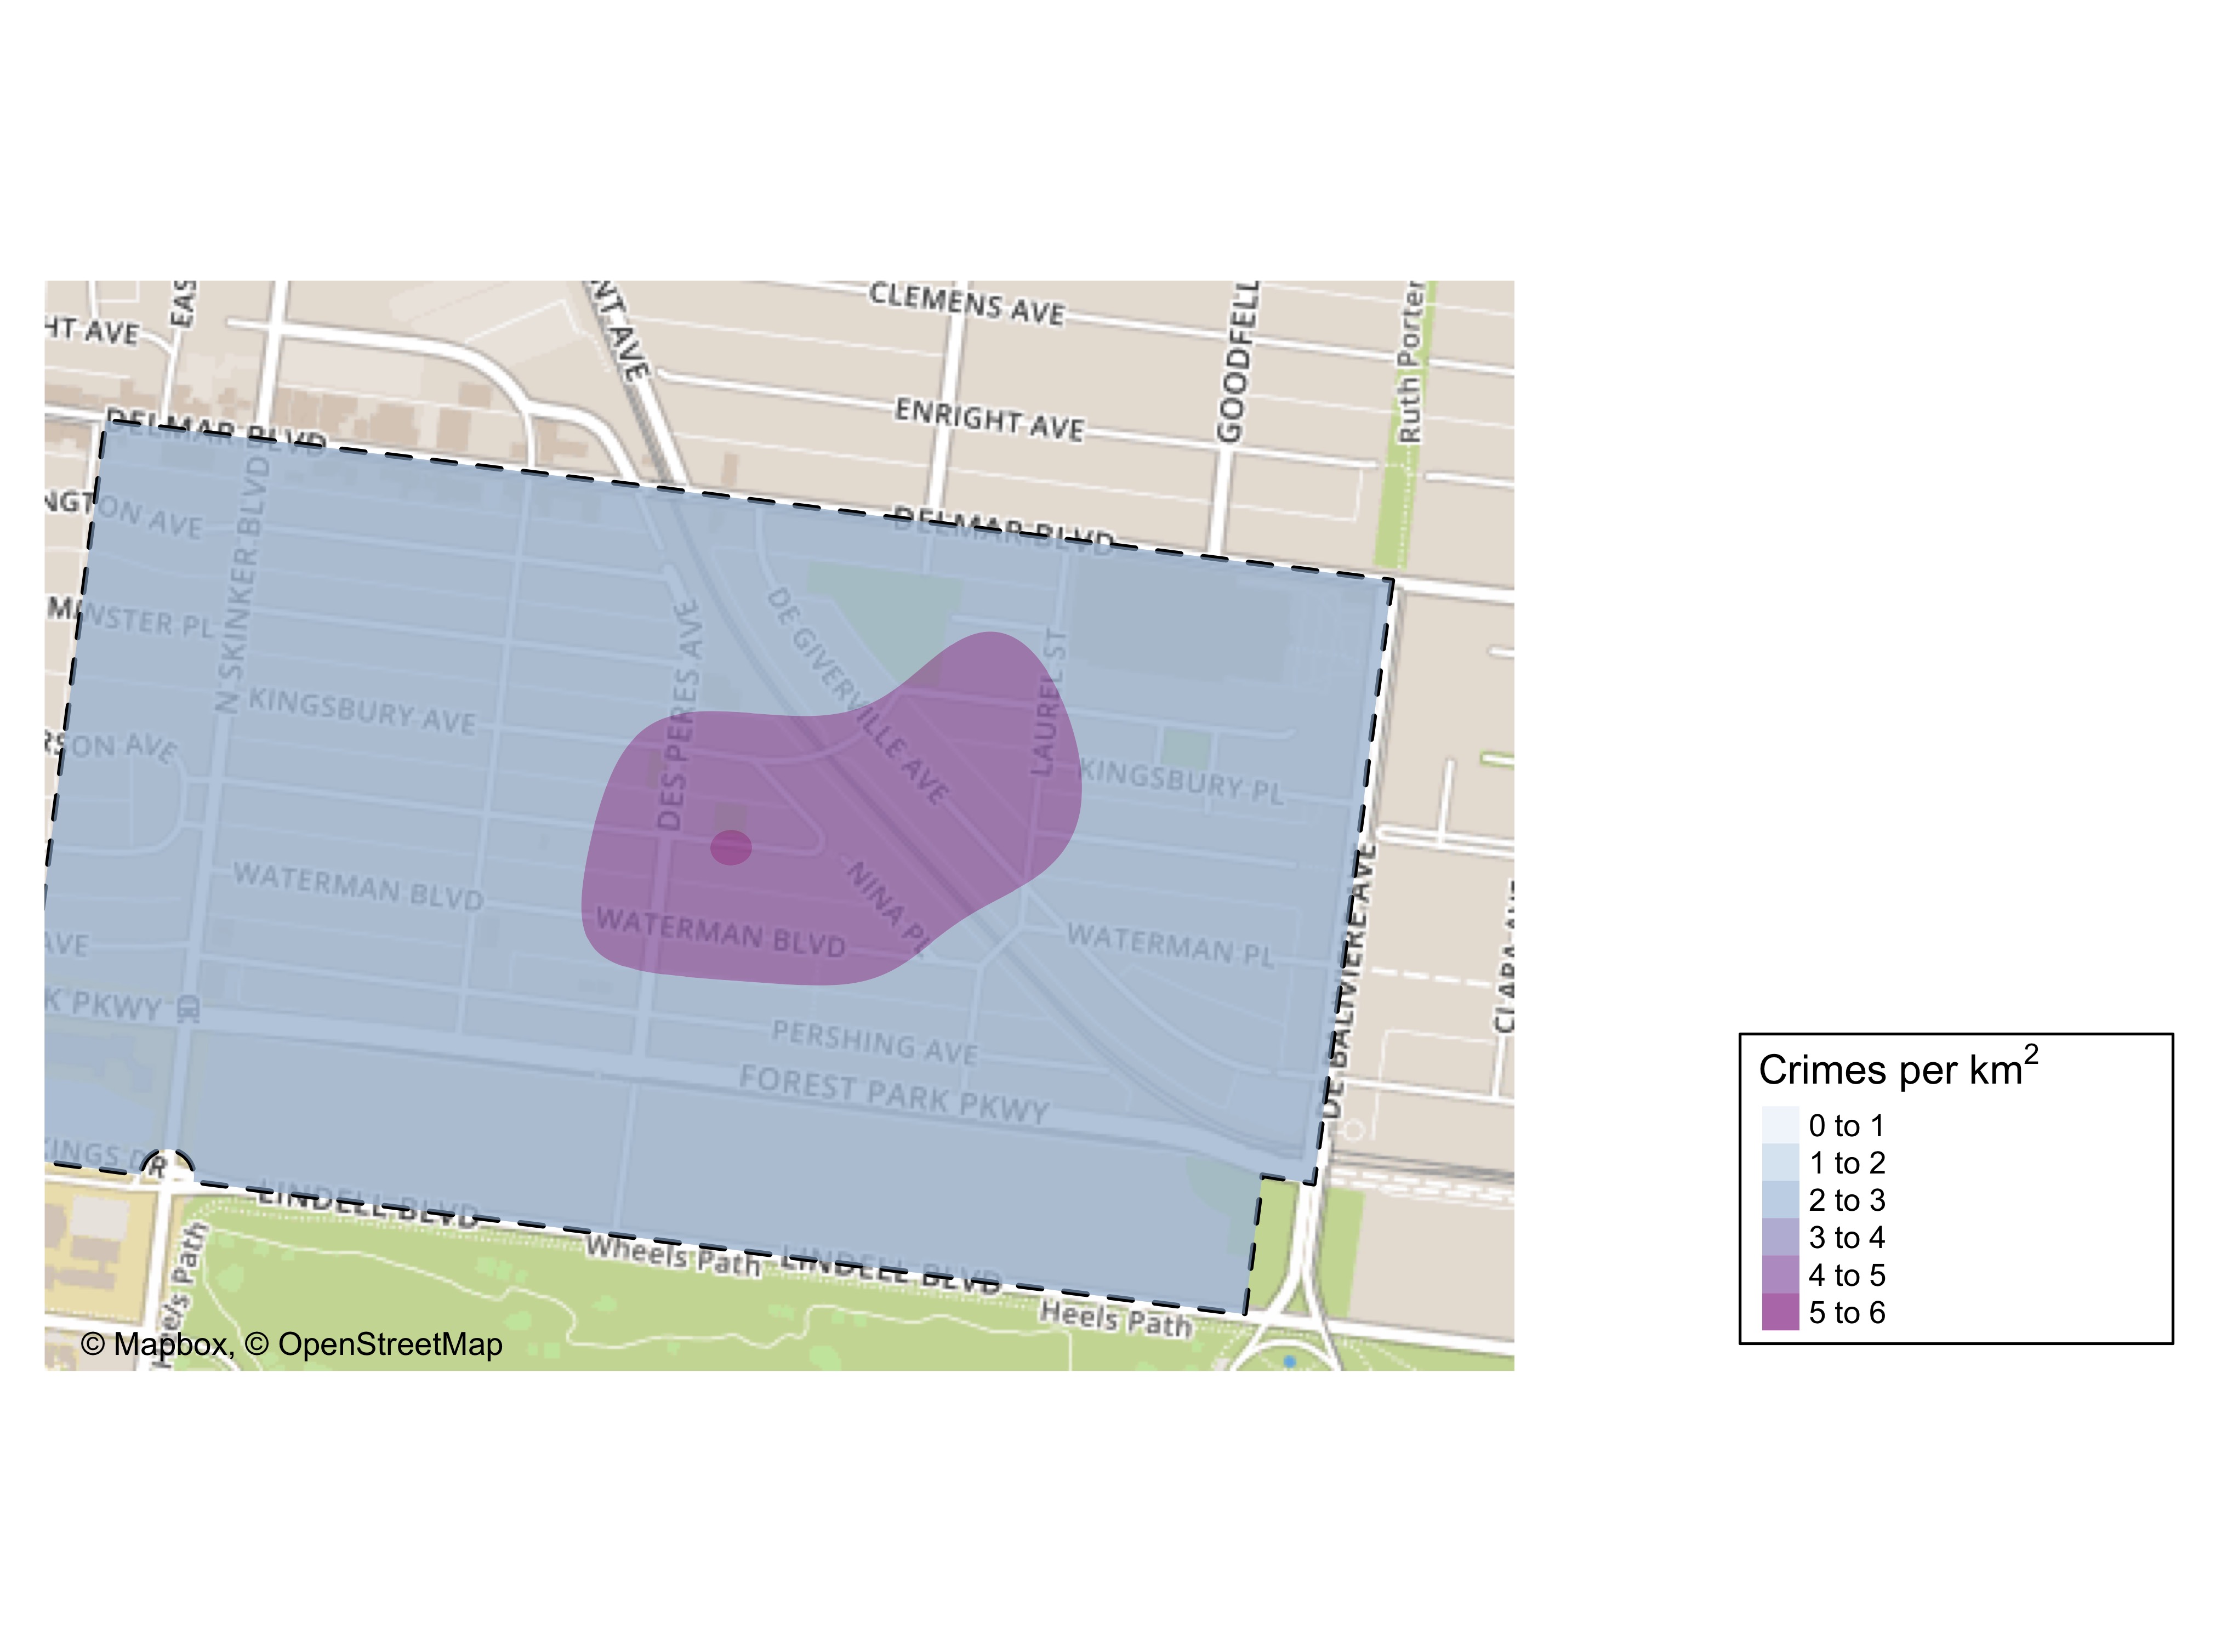 CLEMENS AVE
EAS
HT AVE
NT AVE
GOODFELL
Ruth Porter
ENRIGHT AVE
DELMAR BLVD
DELMAR BLVD
NGTON AVE
N SKINKER BLVD
DES PERES AVE
DE GIVERVILLE AVE
LAUREL ST
MINSTER PL
KINGSBURY AVE
RSON AVE
KINGSBURY PL
WATERMAN BLVD
NINA PL
WATERMAN BLVD
WATERMAN PL
DE BALIVIERE AVE
CLARA AVE
AVE
K PKWY
PERSHING AVE
FOREST PARK PKWY
KINGS DR
LINDELL BLVD
Wheels Path
LINDELL BLVD
Heels Path
Heels Path
© Mapbox, © OpenStreetMap
Crimes per km²
0 to 1
1 to 2
2 to 3
3 to 4
4 to 5
5 to 6